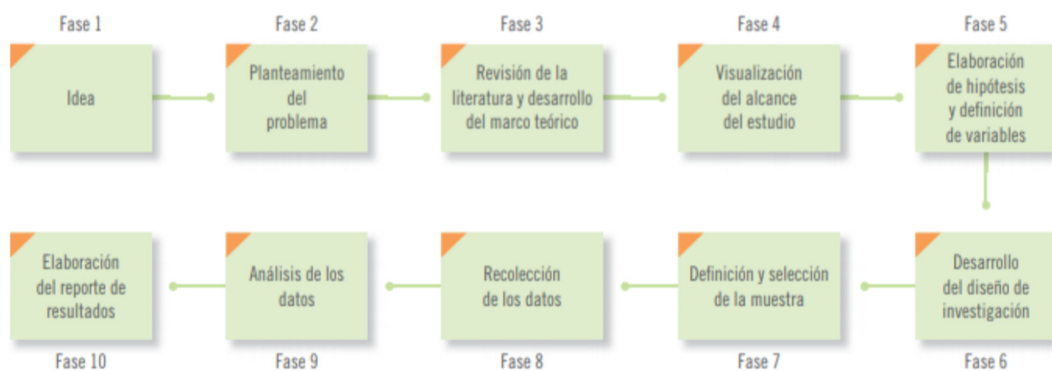 Fase 1
Idea
Fase 2
Planteamiento
del
problema
Fase 3
Revisión de la
literatura y desarrollo
del marco teórico
Fase 4
Visualización
del alcance
del estudio
Fase 5
Elaboración
de hipótesis
y definición
de variables
Desarrollo
del diseño de
investigación
Fase 6
Definición y selección
de la muestra
Fase 7
Recolección
de los datos
Fase 8
Análisis de los
datos
Fase 9
Elaboración
del reporte de
resultados
Fase 10